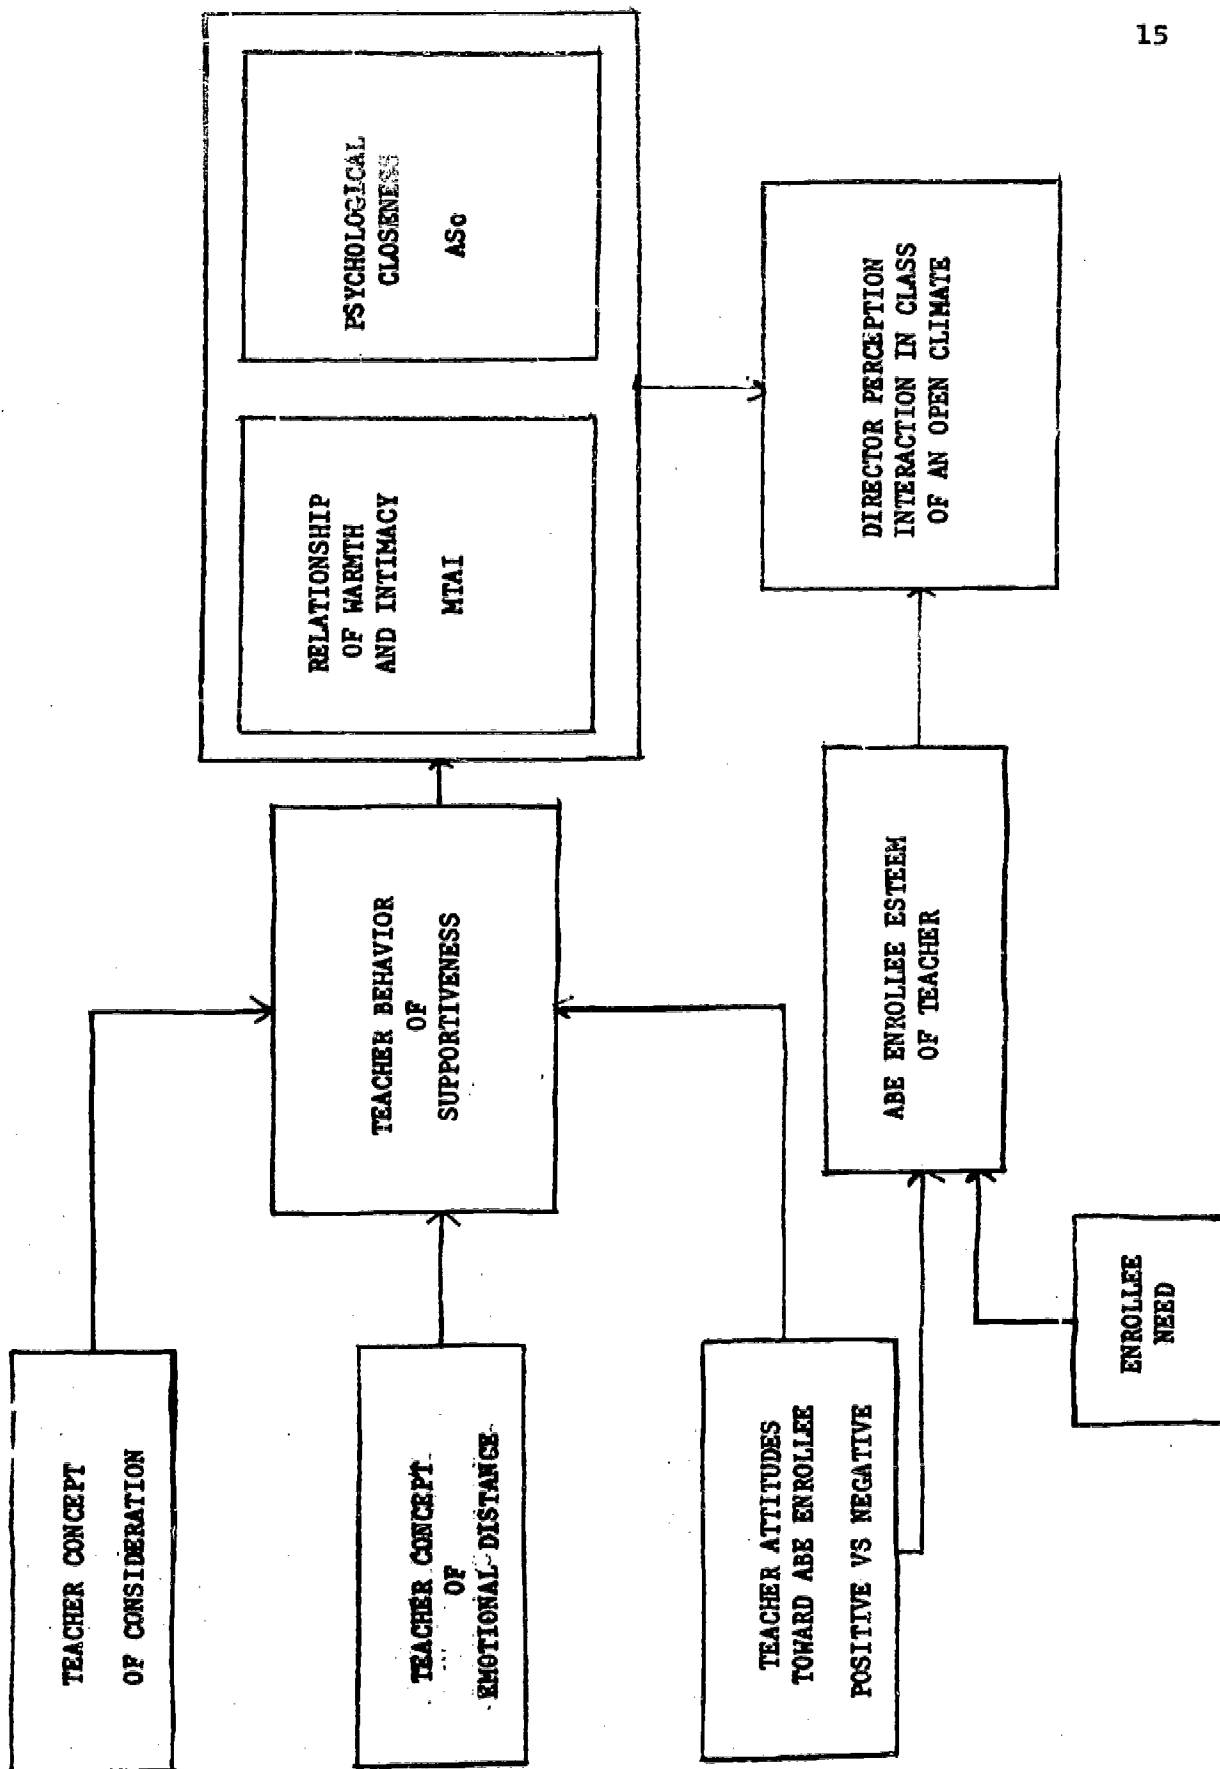 15
TEACHER CONCEPT
OF CONSIDERATION
TEACHER CONCEPT
OF
EMOTIONAL DISTANCE
TEACHER ATTITUDES
TOWARD ABE ENROLLEE
POSITIVE VS NEGATIVE
ENROLLEE
NEED
TEACHER BEHAVIOR
OF
SUPPORTIVENESS
ABE ENROLLEE ESTEEM
OF TEACHER
RELATIONSHIP
OF WARMTH
AND INTIMACY
MTAI
PSYCHOLOGICAL
CLOSENESS
ASo
DIRECTOR PERCEPTION
INTERACTION IN CLASS
OF AN OPEN CLIMATE